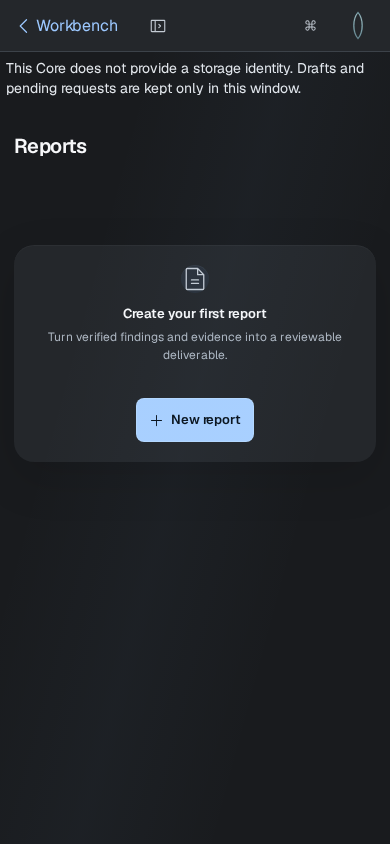 Workbench
⌘
This Core does not provide a storage identity. Drafts and
pending requests are kept only in this window.
Reports
Create your first report
Turn verified findings and evidence into a reviewable
deliverable.
New report